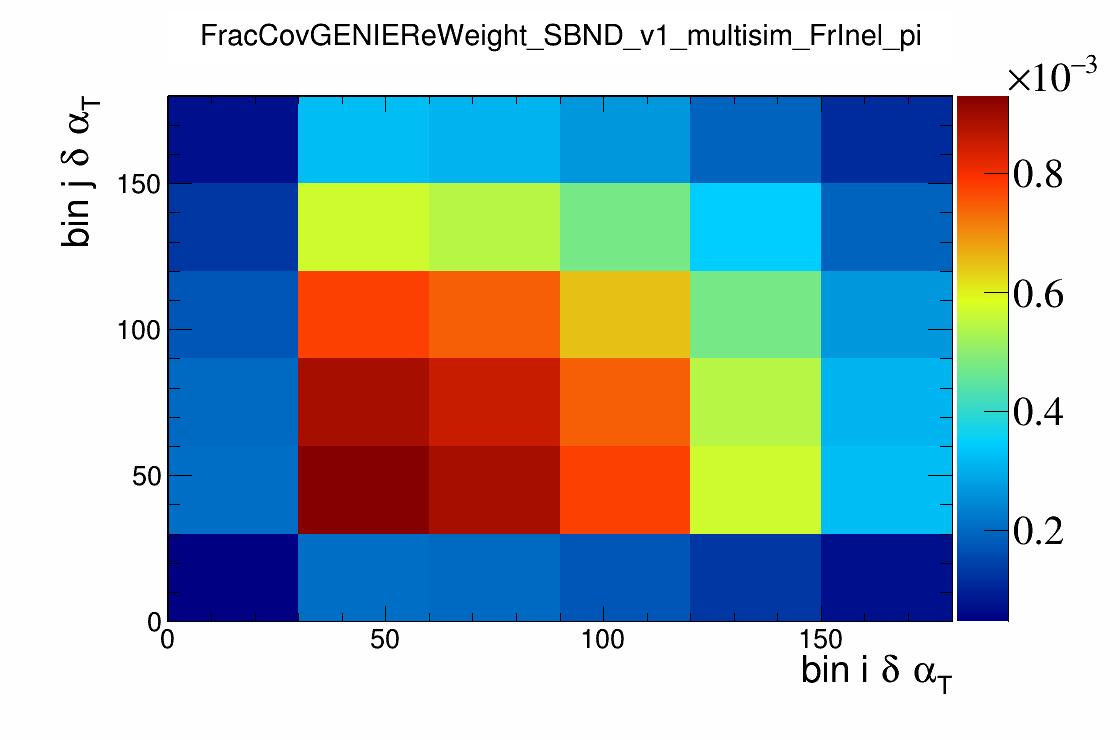 FracCovGENIEReWeight_SBND_v1_multisim_FrInel_pi
×10⁻³
bin j δ α_T
150
100
50
0
0 50 100 150
bin i δ α_T
0.8
0.6
0.4
0.2